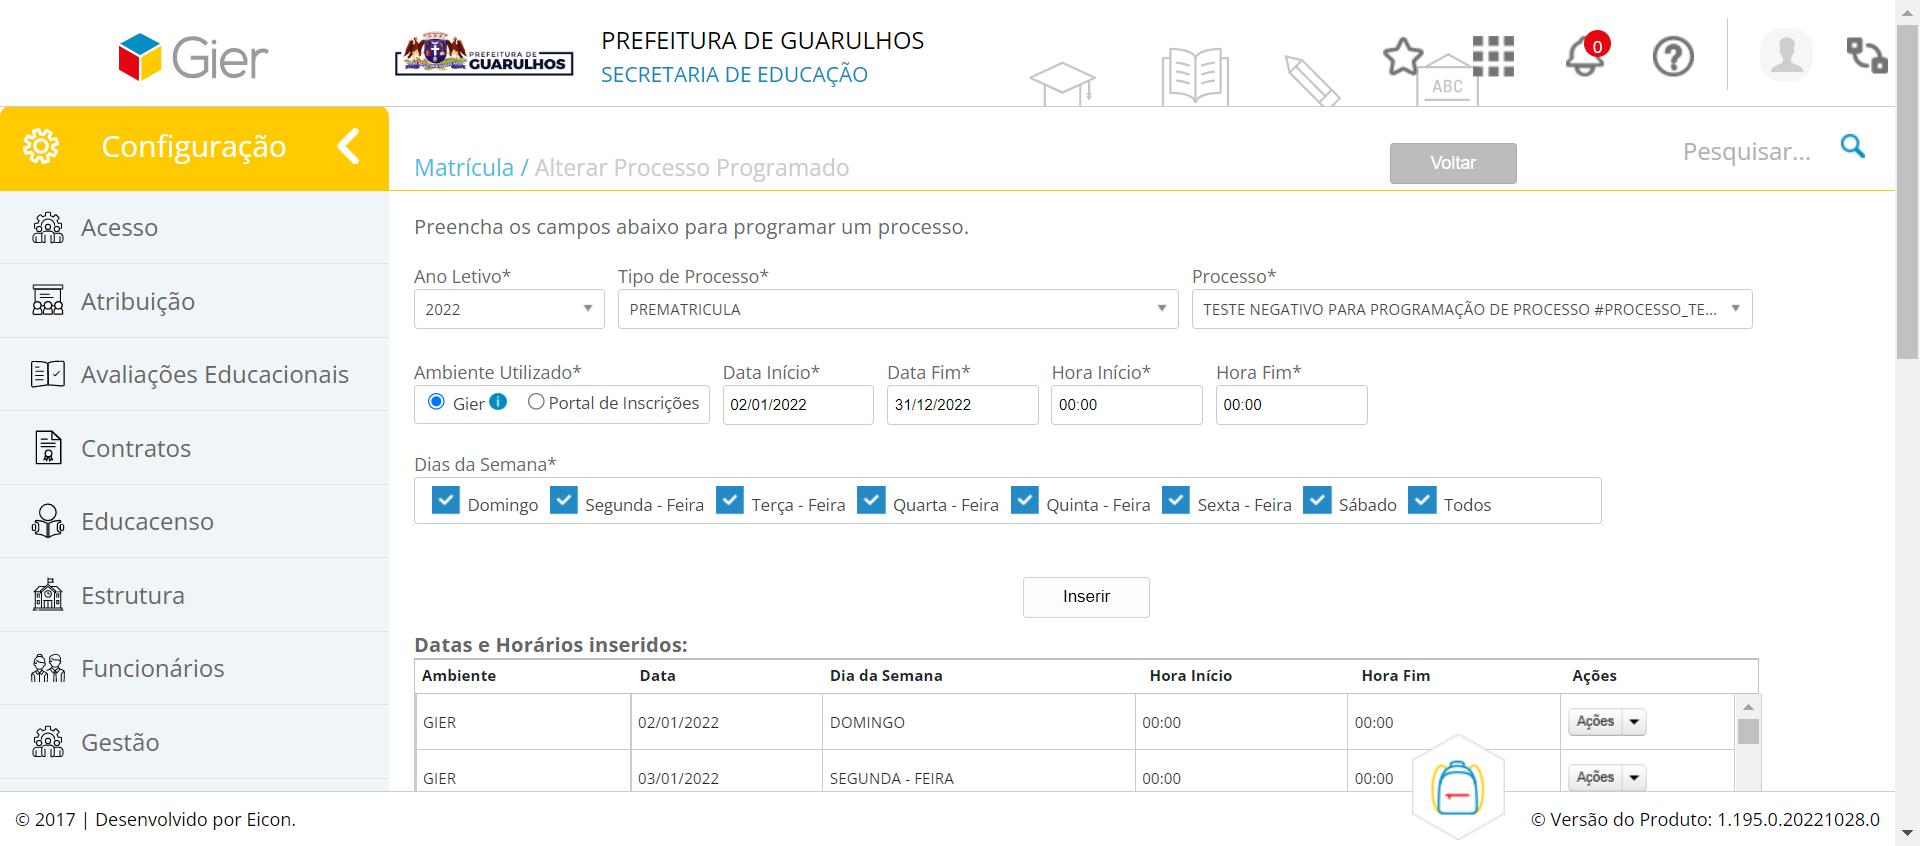 Gier
PREFEITURA DE
GUARULHOS
PREFEITURA DE GUARULHOS
SECRETARIA DE EDUCAÇÃO
ABC
0
Configuração
Matrícula / Alterar Processo Programado
Voltar
Pesquisar...
Acesso
Atribuição
Avaliações Educacionais
Contratos
Educacenso
Estrutura
Funcionários
Gestão
Preencha os campos abaixo para programar um processo.
Ano Letivo* Tipo de Processo* Processo*
2022 PREMATRICULA TESTE NEGATIVO PARA PROGRAMAÇÃO DE PROCESSO #PROCESSO_TE...
Ambiente Utilizado* Data Início* Data Fim* Hora Início* Hora Fim*
Gier i Portal de Inscrições 02/01/2022 31/12/2022 00:00 00:00
Dias da Semana*
Domingo Segunda - Feira Terça - Feira Quarta - Feira Quinta - Feira Sexta - Feira Sábado Todos
Inserir
Datas e Horários inseridos:
Ambiente Data Dia da Semana Hora Início Hora Fim Ações
GIER 02/01/2022 DOMINGO 00:00 00:00 Ações
GIER 03/01/2022 SEGUNDA - FEIRA 00:00 00:00 Ações
© 2017 | Desenvolvido por Eicon.
© Versão do Produto: 1.195.0.20221028.0